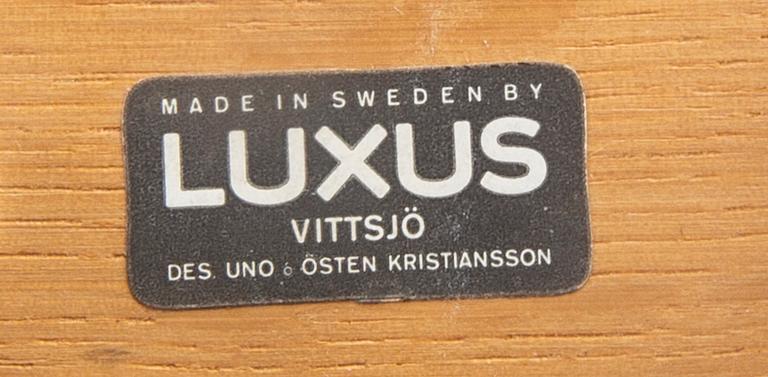 MADE IN SWEDEN BY
LUXUS
VITTSJÖ
DES. UNO o ÖSTEN KRISTIANSSON